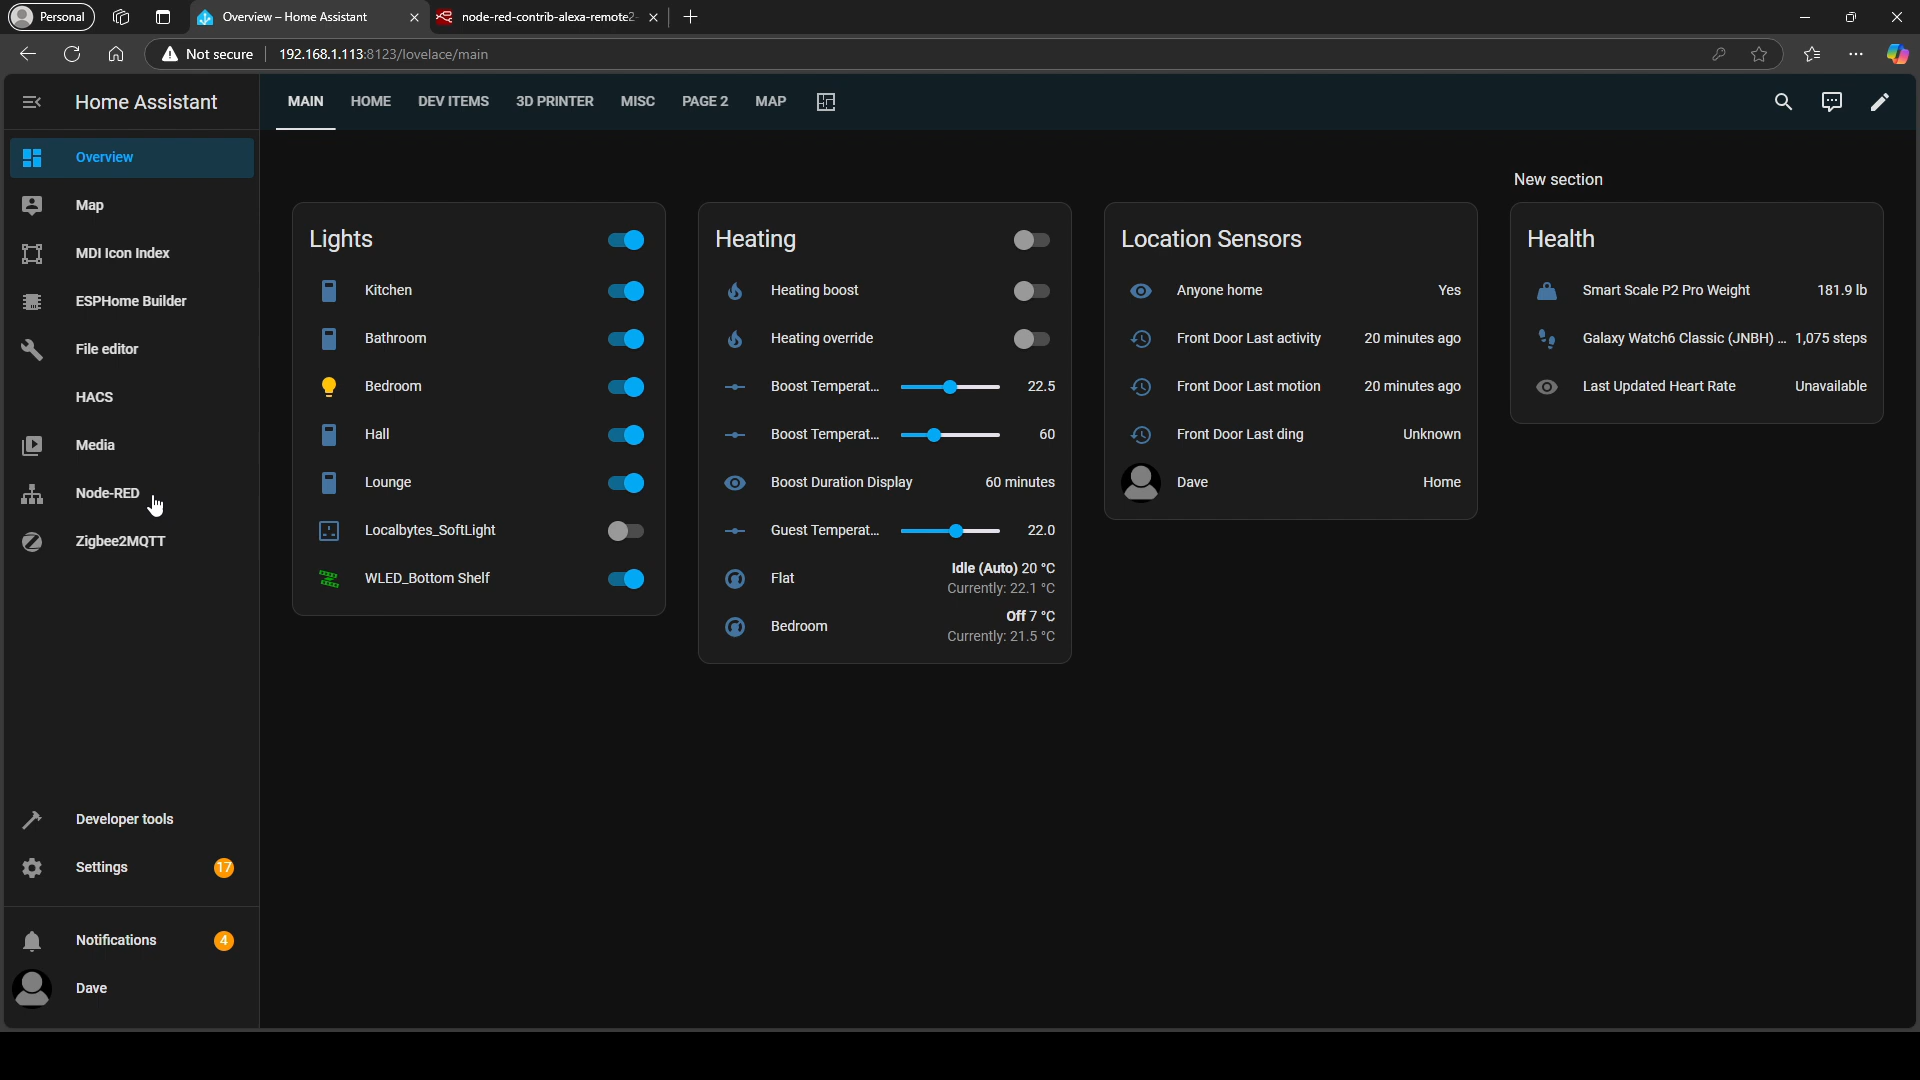 Personal
Overview – Home Assistant
node-red-contrib-alexa-remote2-
Not secure
192.168.1.113:8123/lovelace/main
Home Assistant
MAIN
HOME
DEV ITEMS
3D PRINTER
MISC
PAGE 2
MAP
Overview
Map
MDI Icon Index
ESPHome Builder
File editor
HACS
Media
Node-RED
Zigbee2MQTT
Developer tools
Settings
17
Notifications
4
Dave
Lights
Kitchen
Bathroom
Bedroom
Hall
Lounge
Localbytes_SoftLight
WLED_Bottom Shelf
Heating
Heating boost
Heating override
Boost Temperat... 22.5
Boost Temperat... 60
Boost Duration Display 60 minutes
Guest Temperat... 22.0
Flat
Idle (Auto) 20 °C
Currently: 22.1 °C
Bedroom
Off 7 °C
Currently: 21.5 °C
Location Sensors
Anyone home Yes
Front Door Last activity 20 minutes ago
Front Door Last motion 20 minutes ago
Front Door Last ding Unknown
Dave Home
New section
Health
Smart Scale P2 Pro Weight 181.9 lb
Galaxy Watch6 Classic (JNBH) ... 1,075 steps
Last Updated Heart Rate Unavailable